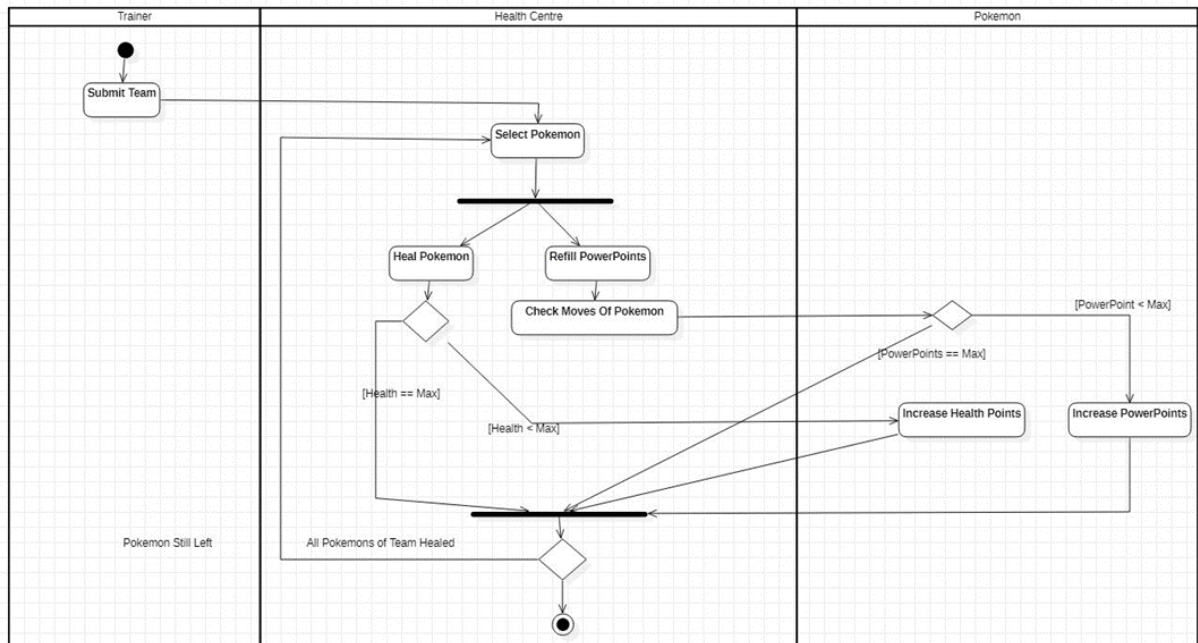 Trainer
Health Centre
Pokemon
Submit Team
Select Pokemon
Heal Pokemon
Refill PowerPoints
Check Moves Of Pokemon
[PowerPoint < Max]
[PowerPoints == Max]
[Health == Max]
[Health < Max]
Increase Health Points
Increase PowerPoints
Pokemon Still Left
All Pokemons of Team Healed